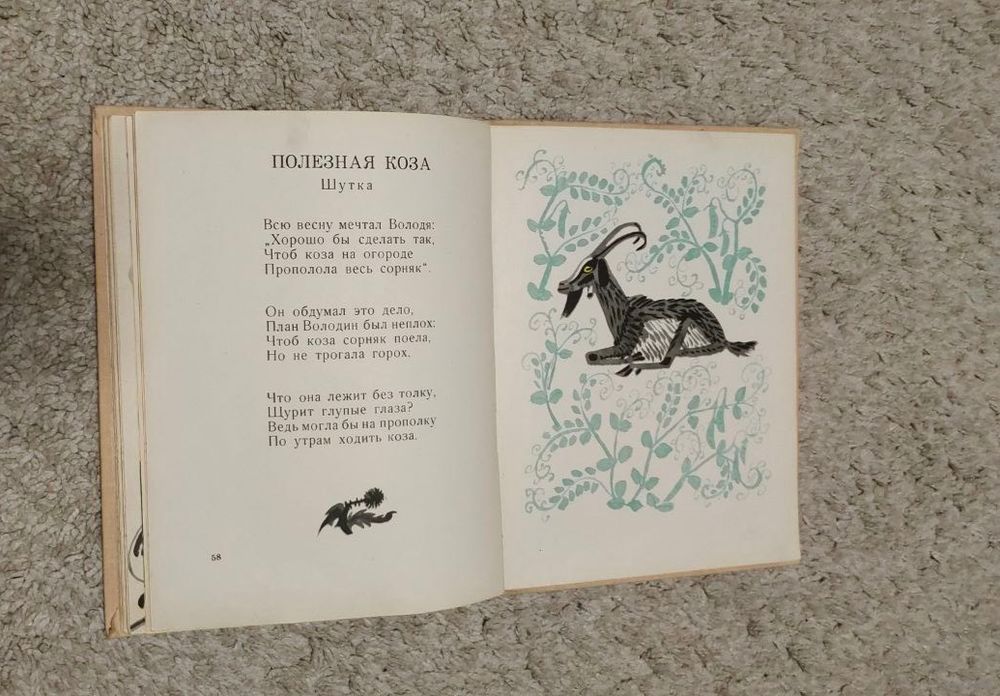 ПОЛЕЗНАЯ КОЗА
Шутка
Всю весну мечтал Володя:
„Хорошо бы сделать так,
Чтоб коза на огороде
Прополола весь сорняк“.
Он обдумал это дело,
План Володин был неплох:
Чтоб коза сорняк поела,
Но не трогала горох.
Что она лежит без толку,
Щурит глупые глаза?
Ведь могла бы на прополку
По утрам ходить коза.
58